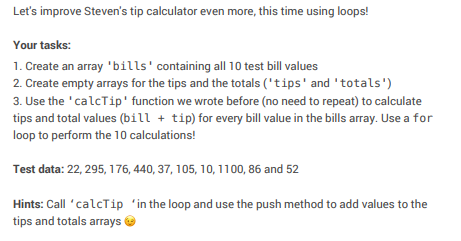 Let's improve Steven's tip calculator even more, this time using loops!
Your tasks:
1. Create an array 'bills' containing all 10 test bill values
2. Create empty arrays for the tips and the totals ('tips' and 'totals')
3. Use the 'calcTip' function we wrote before (no need to repeat) to calculate
tips and total values (bill + tip) for every bill value in the bills array. Use a for
loop to perform the 10 calculations!
Test data: 22, 295, 176, 440, 37, 105, 10, 1100, 86 and 52
Hints: Call ‘calcTip ‘in the loop and use the push method to add values to the
tips and totals arrays 😉